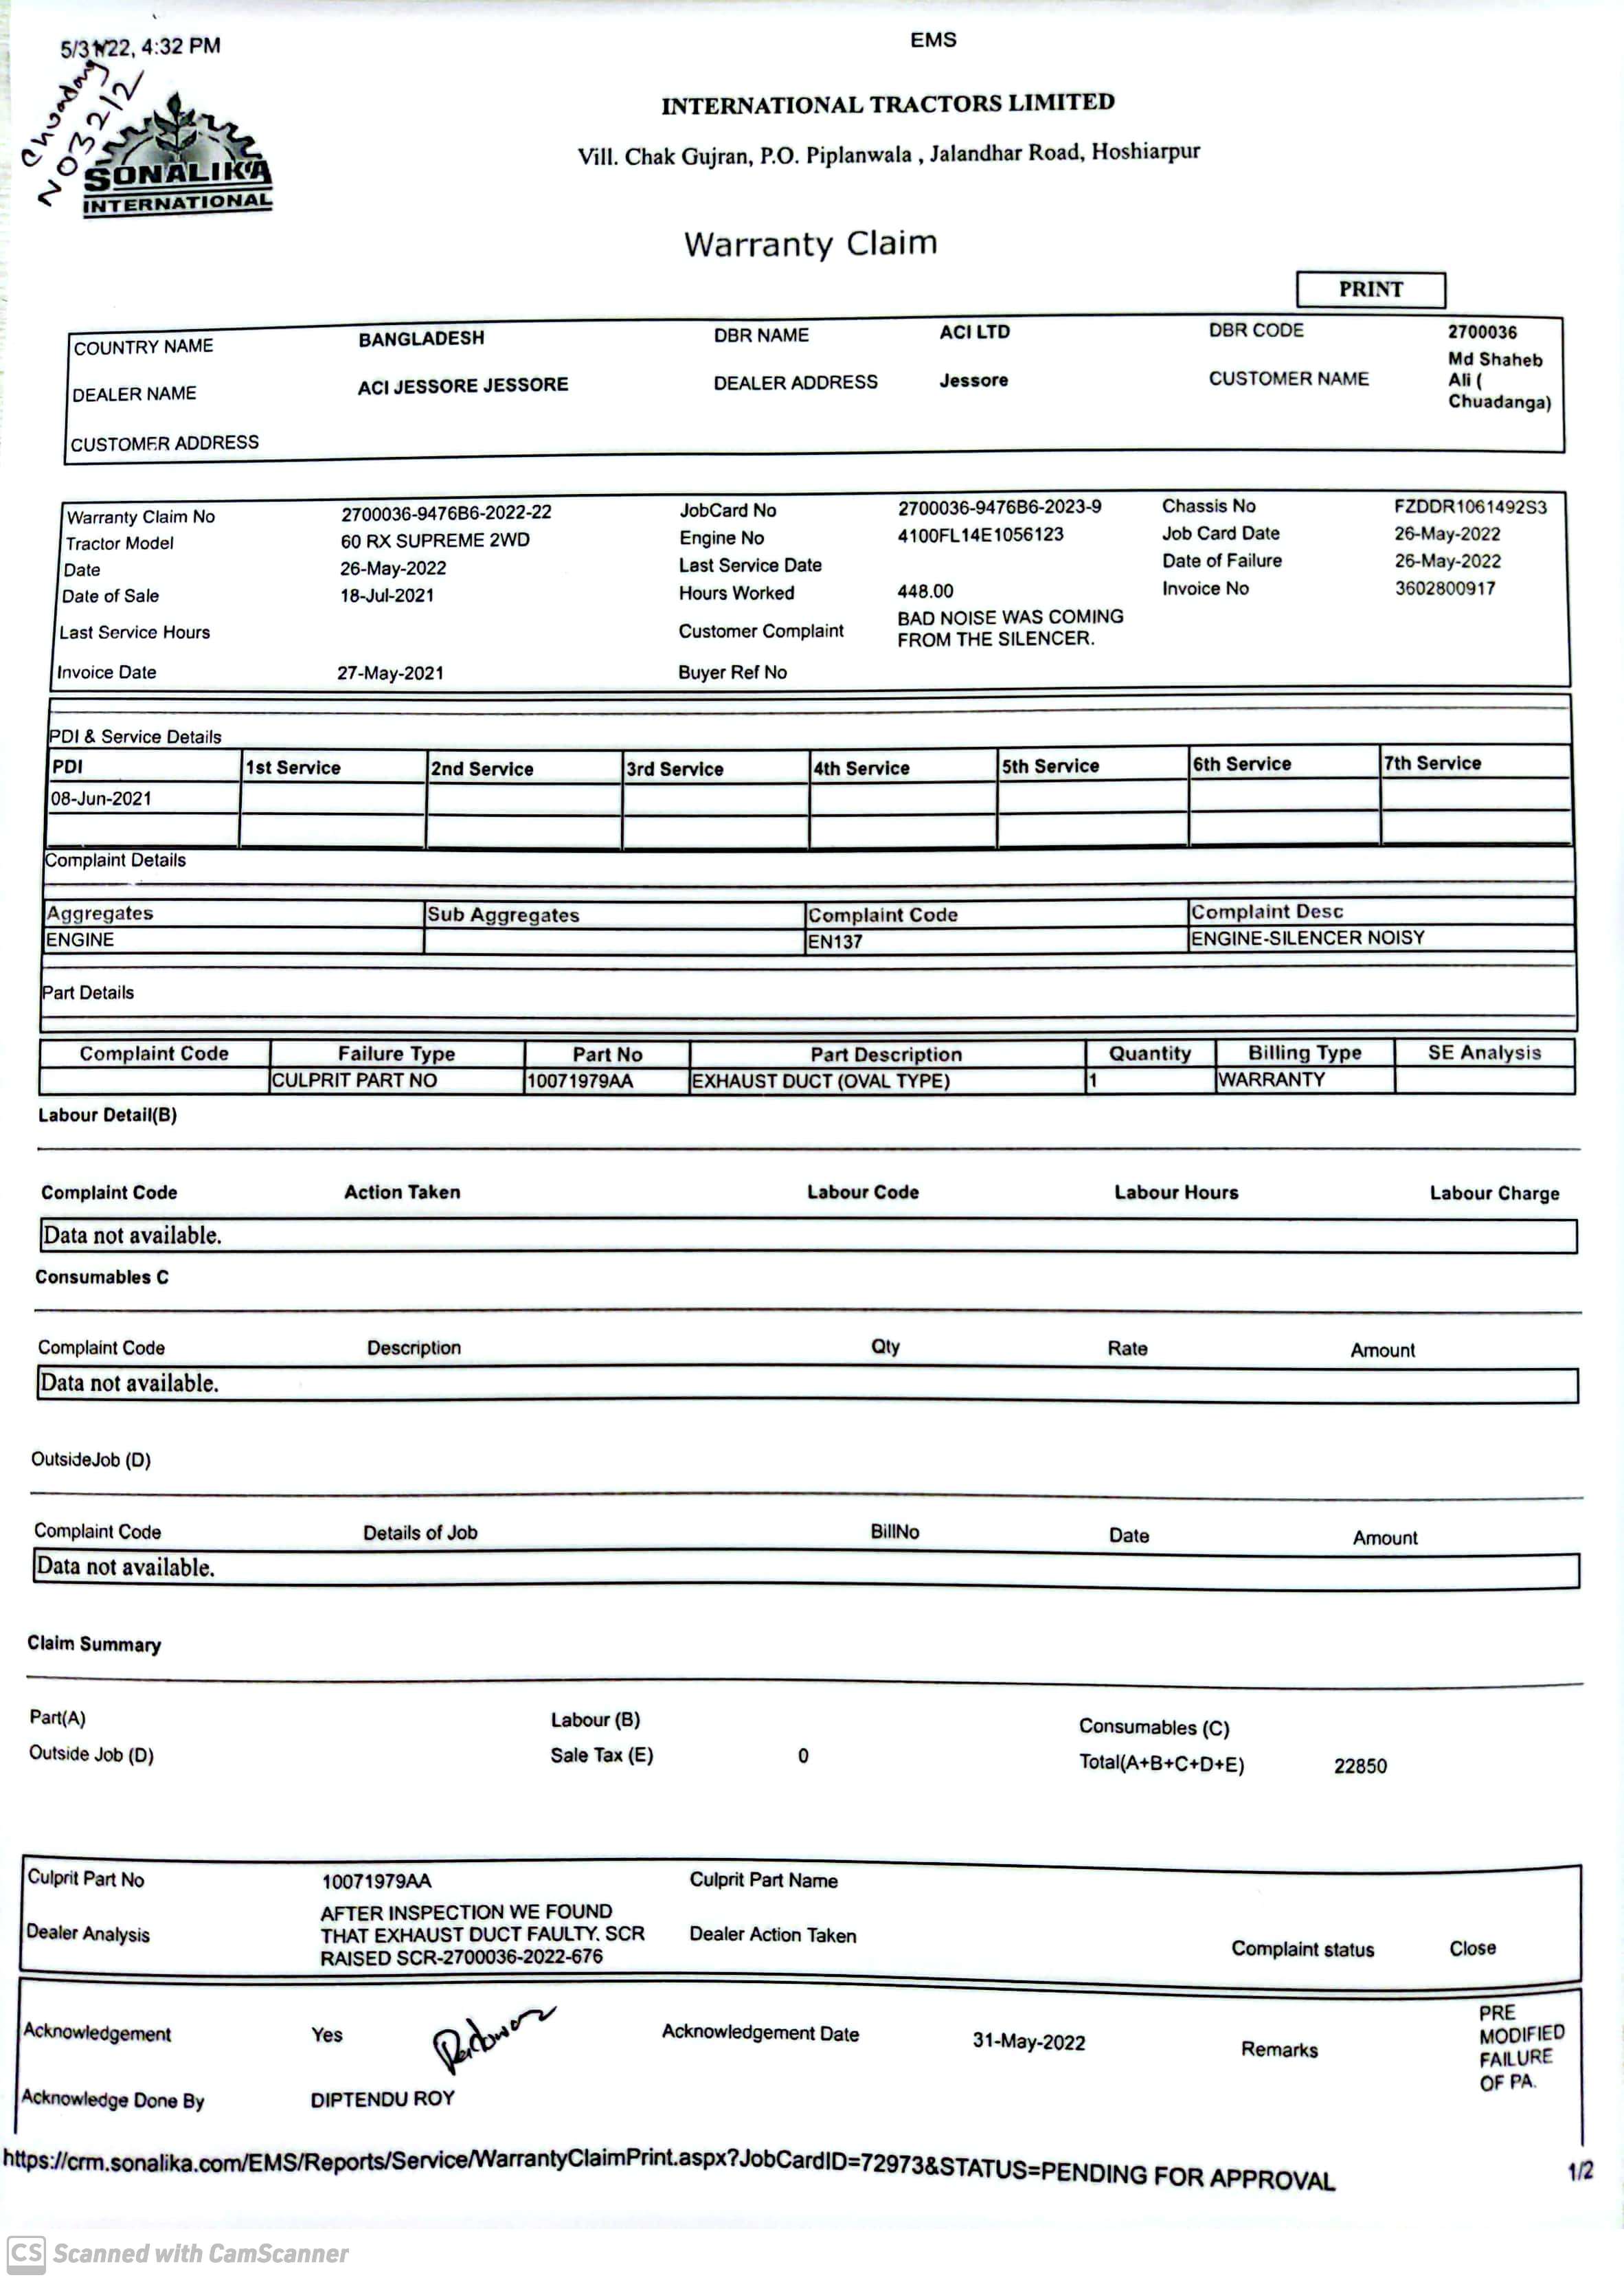 5/31/22, 4:32 PM
EMS
Chuadang
NO3212
SONALIKA
INTERNATIONAL
INTERNATIONAL TRACTORS LIMITED
Vill. Chak Gujran, P.O. Piplanwala , Jalandhar Road, Hoshiarpur
Warranty Claim
PRINT
COUNTRY NAME BANGLADESH DBR NAME ACI LTD DBR CODE 2700036
DEALER NAME ACI JESSORE JESSORE DEALER ADDRESS Jessore CUSTOMER NAME Md Shaheb
Ali (
Chuadanga)
CUSTOMER ADDRESS
Warranty Claim No 2700036-9476B6-2022-22 JobCard No 2700036-9476B6-2023-9 Chassis No FZDDR1061492S3
Tractor Model 60 RX SUPREME 2WD Engine No 4100FL14E1056123 Job Card Date 26-May-2022
Date 26-May-2022 Last Service Date Date of Failure 26-May-2022
Date of Sale 18-Jul-2021 Hours Worked 448.00 Invoice No 3602800917
Last Service Hours Customer Complaint BAD NOISE WAS COMING
FROM THE SILENCER.
Invoice Date 27-May-2021 Buyer Ref No
PDI & Service Details
PDI 1st Service 2nd Service 3rd Service 4th Service 5th Service 6th Service 7th Service
08-Jun-2021
Complaint Details
Aggregates Sub Aggregates Complaint Code Complaint Desc
ENGINE EN137 ENGINE-SILENCER NOISY
Part Details
Complaint Code Failure Type Part No Part Description Quantity Billing Type SE Analysis
CULPRIT PART NO 10071979AA EXHAUST DUCT (OVAL TYPE) 1 WARRANTY
Labour Detail(B)
Complaint Code Action Taken Labour Code Labour Hours Labour Charge
Data not available.
Consumables C
Complaint Code Description Qty Rate Amount
Data not available.
OutsideJob (D)
Complaint Code Details of Job BillNo Date Amount
Data not available.
Claim Summary
Part(A) Labour (B) Consumables (C)
Outside Job (D) Sale Tax (E) 0 Total(A+B+C+D+E) 22850
Culprit Part No 10071979AA Culprit Part Name
Dealer Analysis AFTER INSPECTION WE FOUND
THAT EXHAUST DUCT FAULTY. SCR
RAISED SCR-2700036-2022-676
Dealer Action Taken Complaint status Close
Acknowledgement Yes Acknowledgement Date 31-May-2022 Remarks PRE
MODIFIED
FAILURE
OF PA.
Acknowledge Done By DIPTENDU ROY
https://crm.sonalika.com/EMS/Reports/Service/WarrantyClaimPrint.aspx?JobCardID=72973&STATUS=PENDING FOR APPROVAL 1/2
CS Scanned with CamScanner